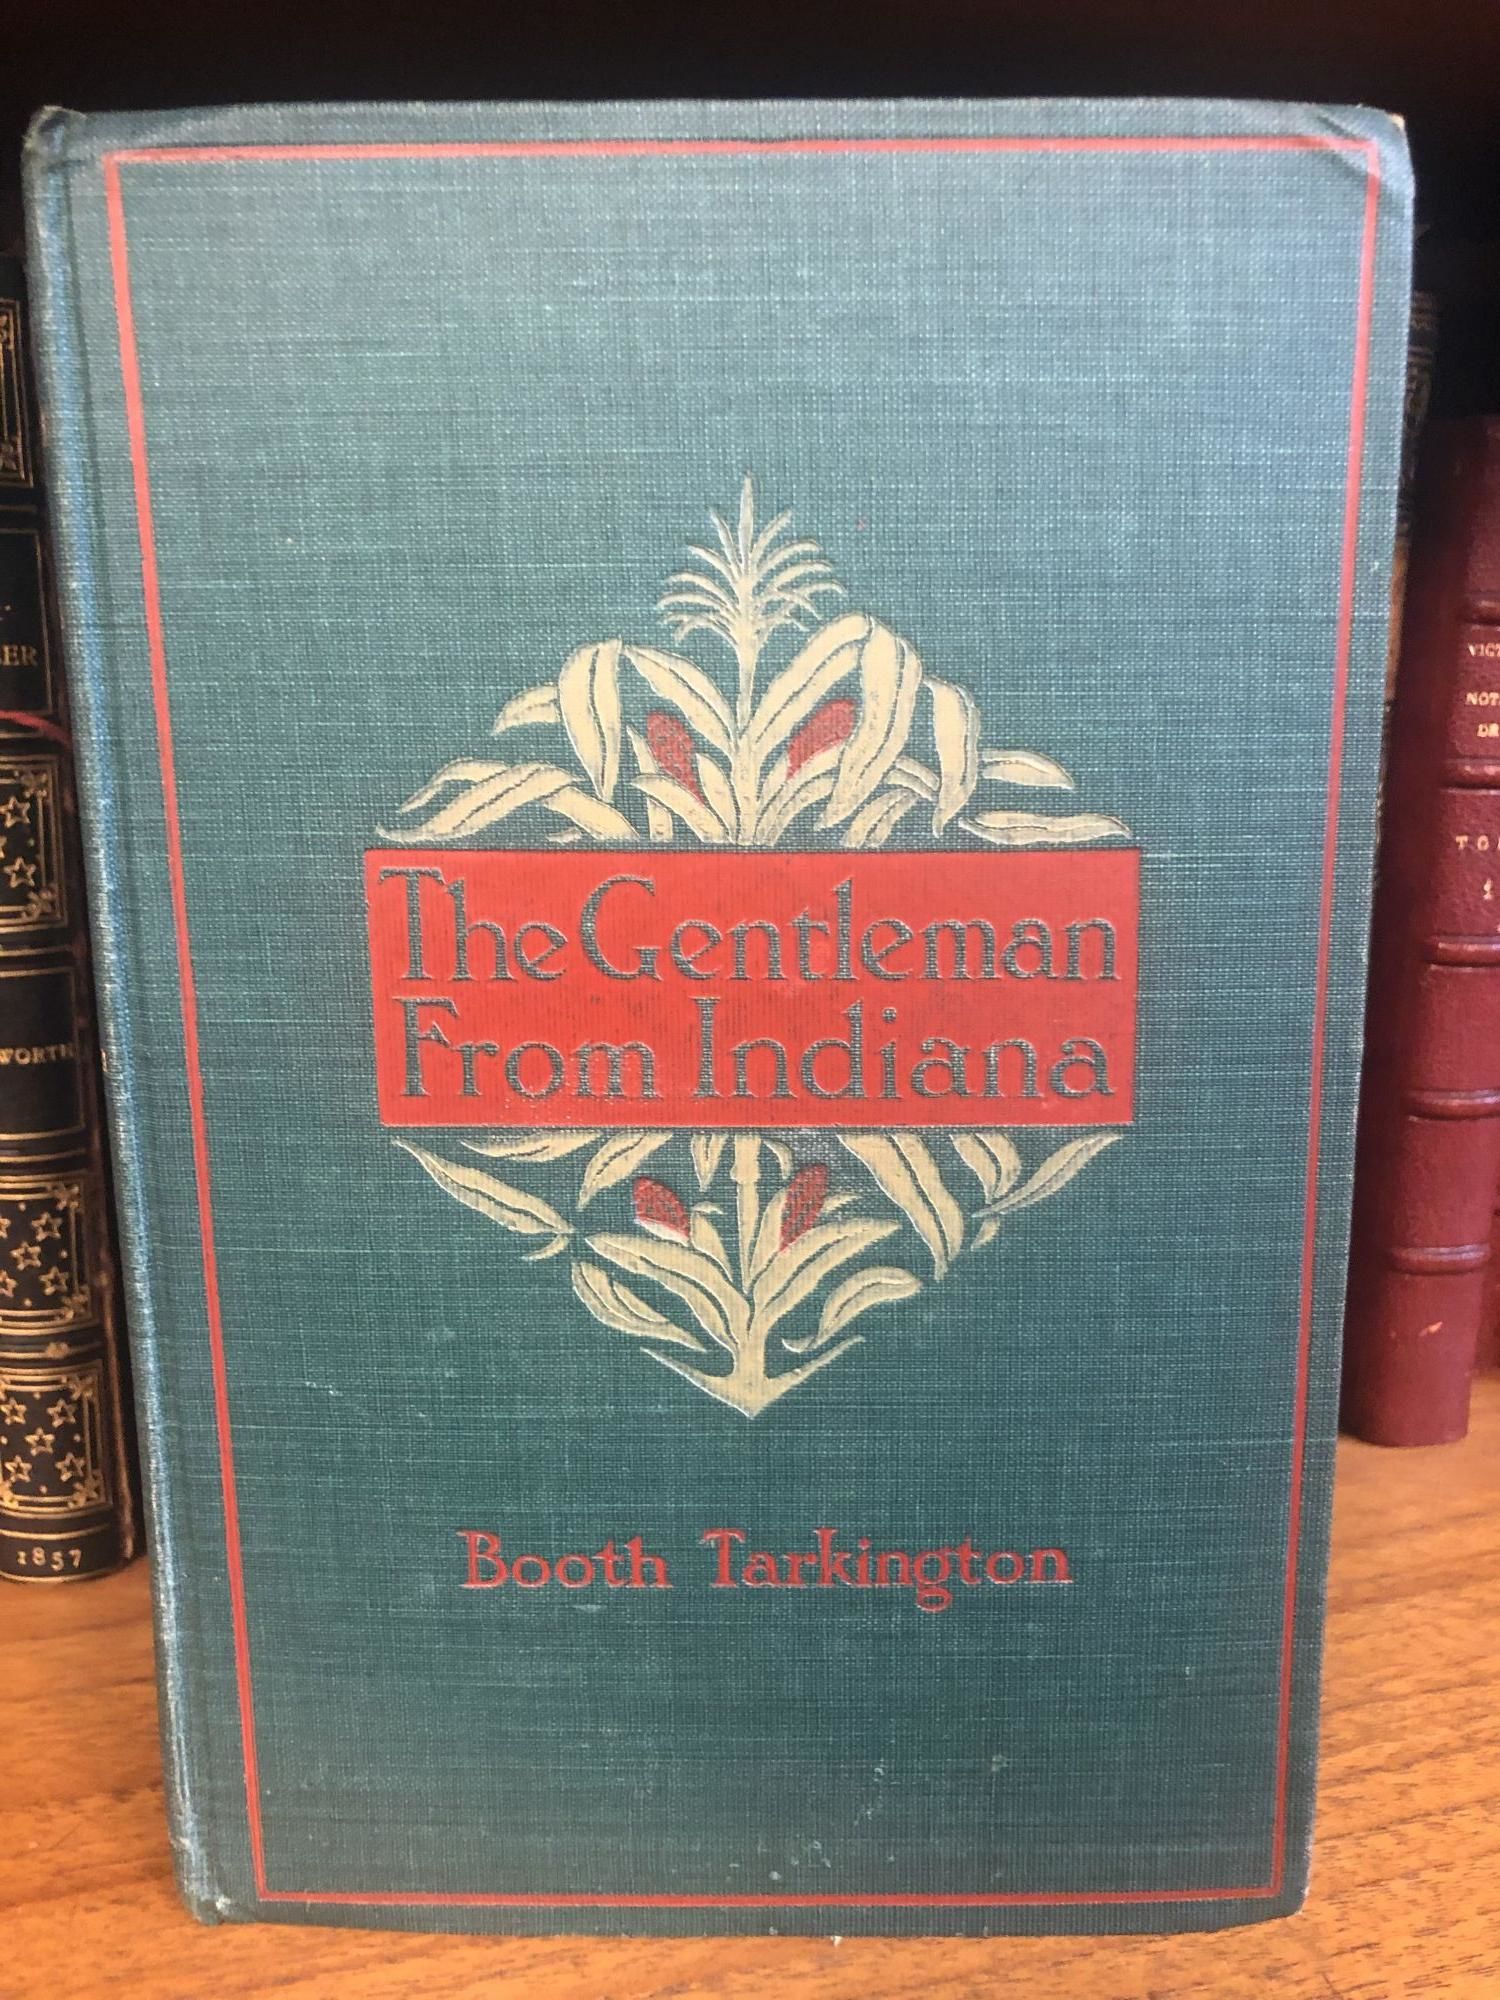 The Gentleman
From Indiana
Booth Tarkington
1857